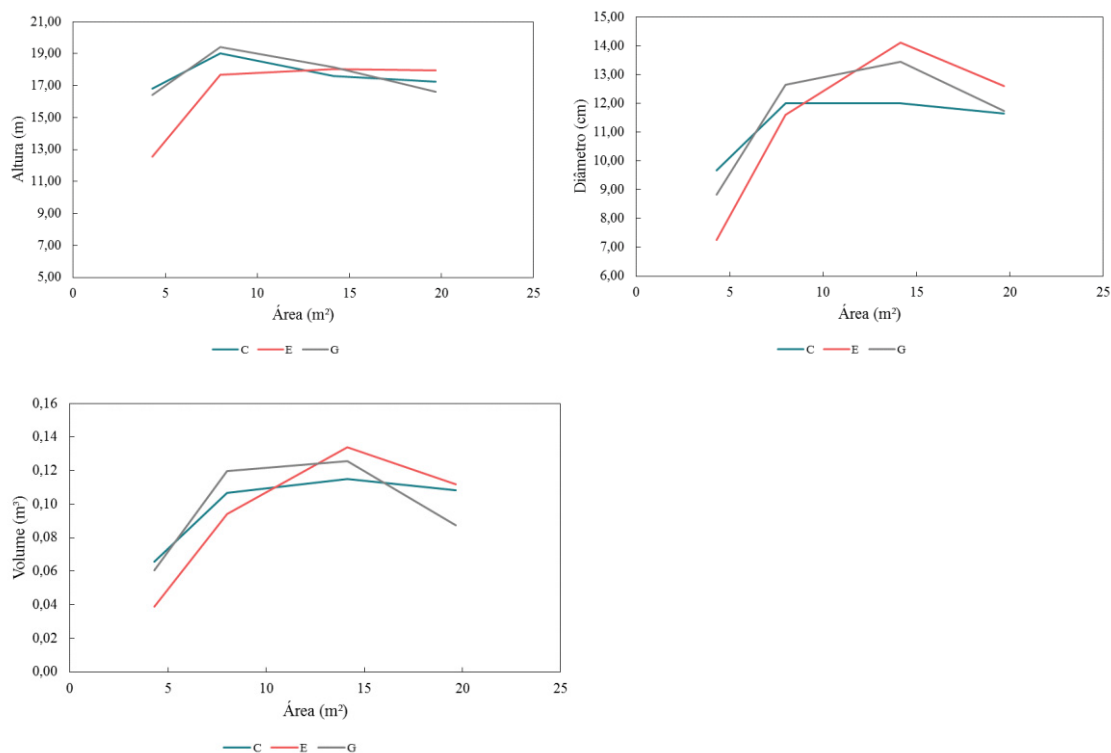 21,00
19,00
17,00
15,00
13,00
11,00
9,00
7,00
5,00
Altura (m)
0 5 10 15 20 25
Área (m²)
C E G
15,00
14,00
13,00
12,00
11,00
10,00
9,00
8,00
7,00
6,00
Diâmetro (cm)
0 5 10 15 20 25
Área (m²)
C E G
0,16
0,14
0,12
0,10
0,08
0,06
0,04
0,02
0,00
Volume (m³)
0 5 10 15 20 25
Área (m²)
C E G